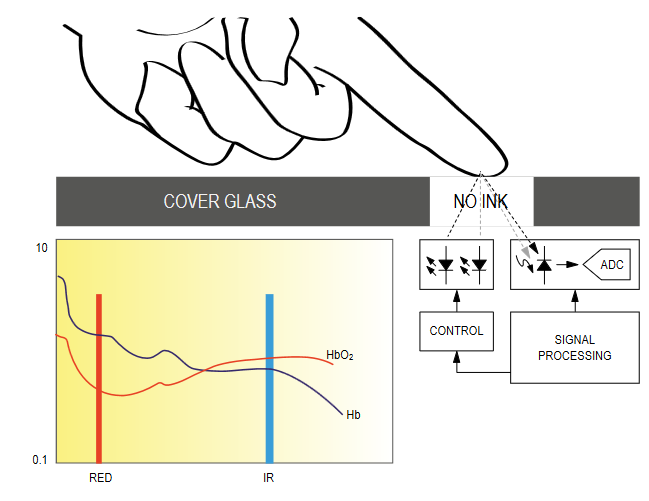 COVER GLASS
NO INK
10
ADC
CONTROL
SIGNAL
PROCESSING
HbO₂
Hb
0.1
RED
IR